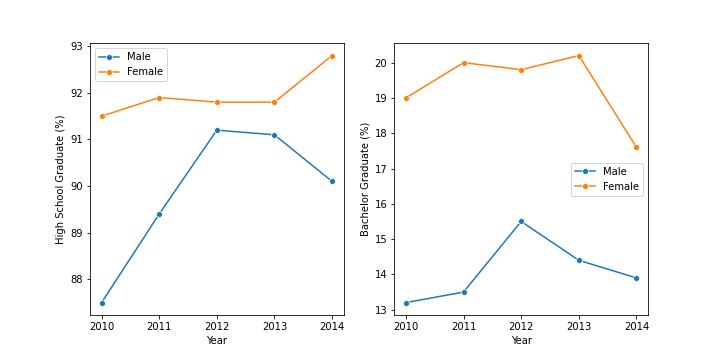 High School Graduate (%)
93
92
91
90
89
88
Male
Female
2010 2011 2012 2013 2014
Year
Bachelor Graduate (%)
20
19
18
17
16
15
14
13
Male
Female
2010 2011 2012 2013 2014
Year